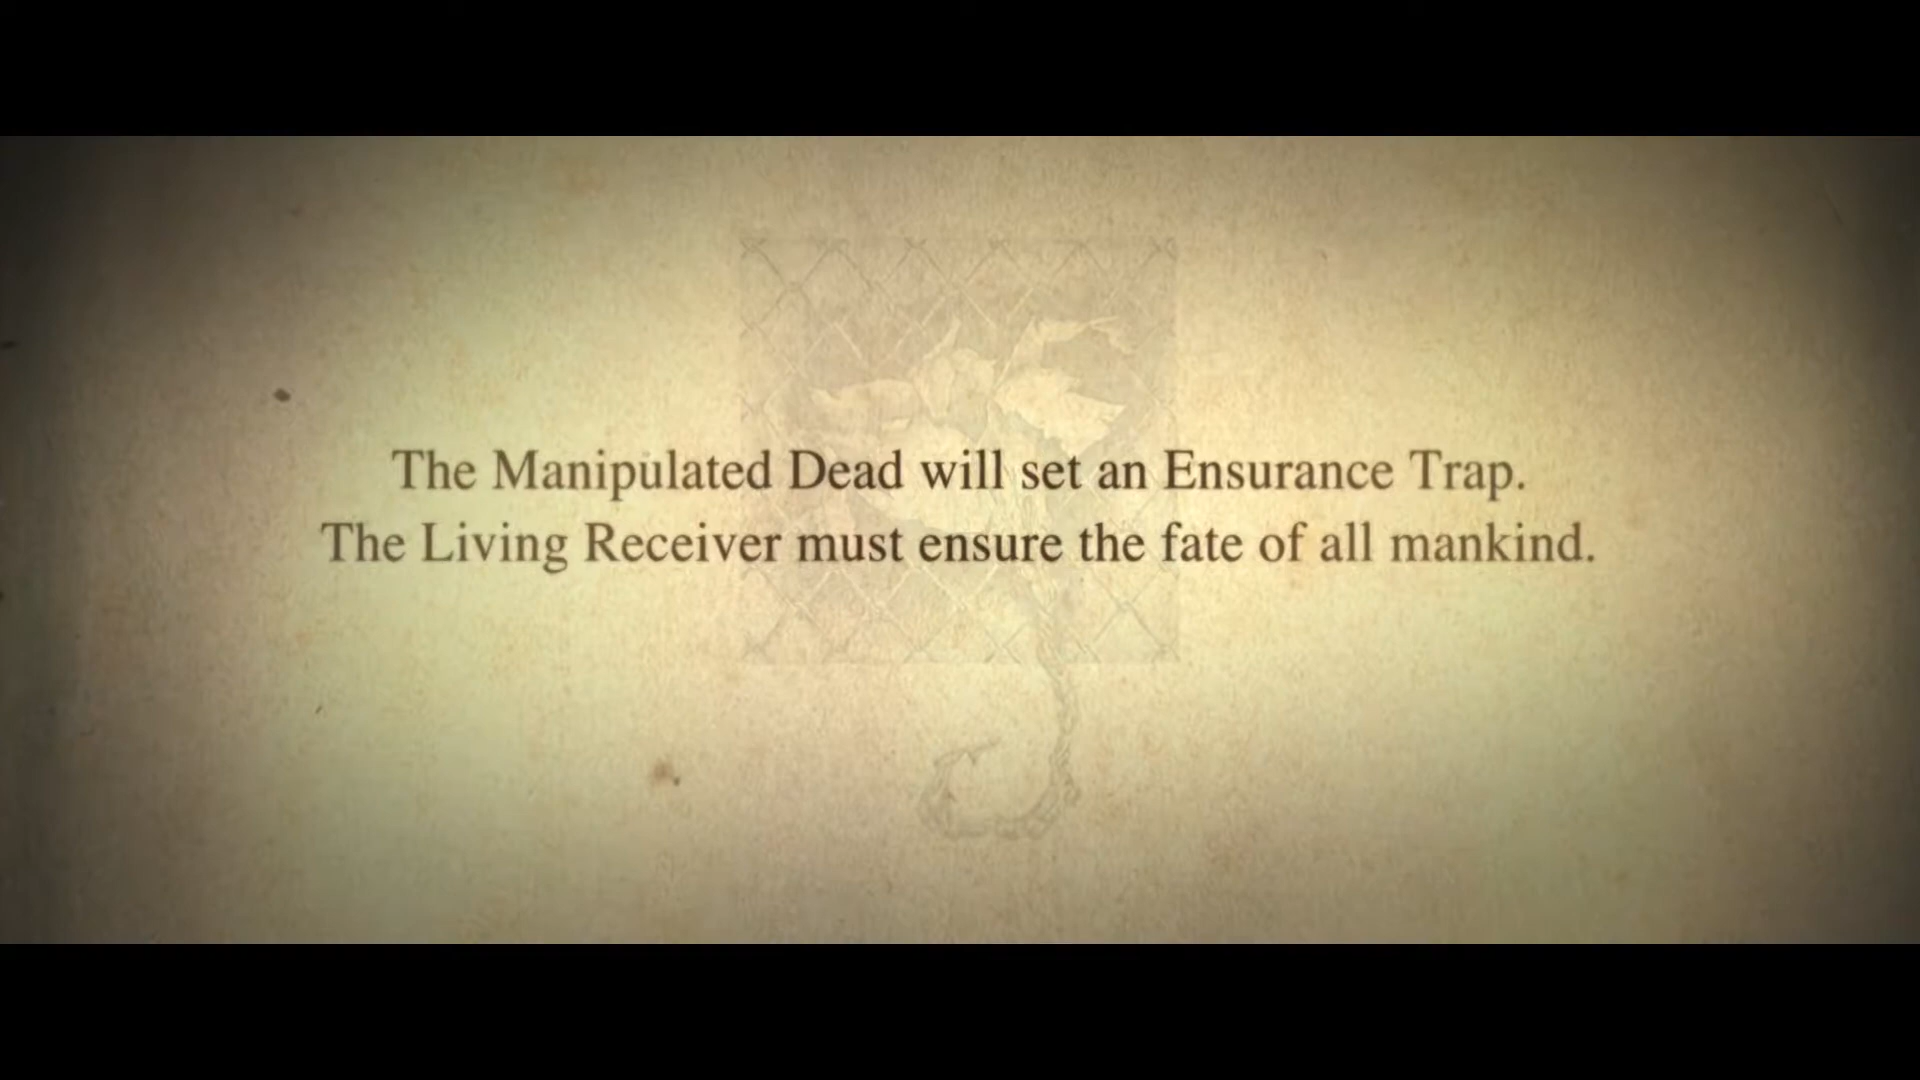 The Manipulated Dead will set an Ensurance Trap.
The Living Receiver must ensure the fate of all mankind.